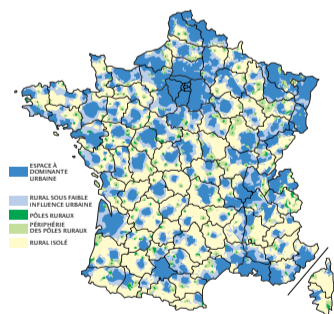 ESPACE À
DOMINANTE
URBAINE
RURAL SOUS FAIBLE
INFLUENCE URBAINE
PÔLES RURAUX
PÉRIPHÉRIE
DES PÔLES RURAUX
RURAL ISOLÉ